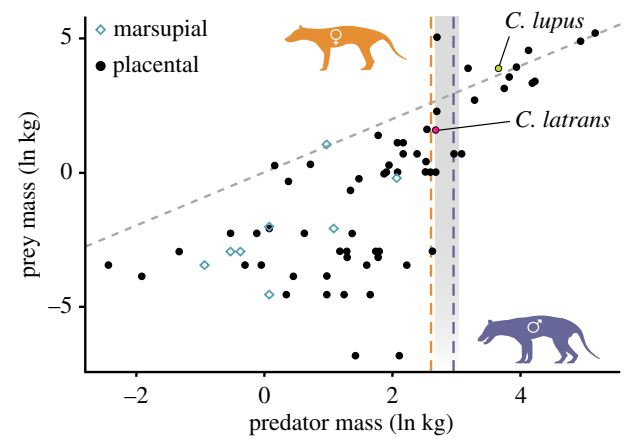 marsupial
placental
♀
C. lupus
C. latrans
♂
5
0
–5
prey mass (ln kg)
–2
0
2
4
predator mass (ln kg)